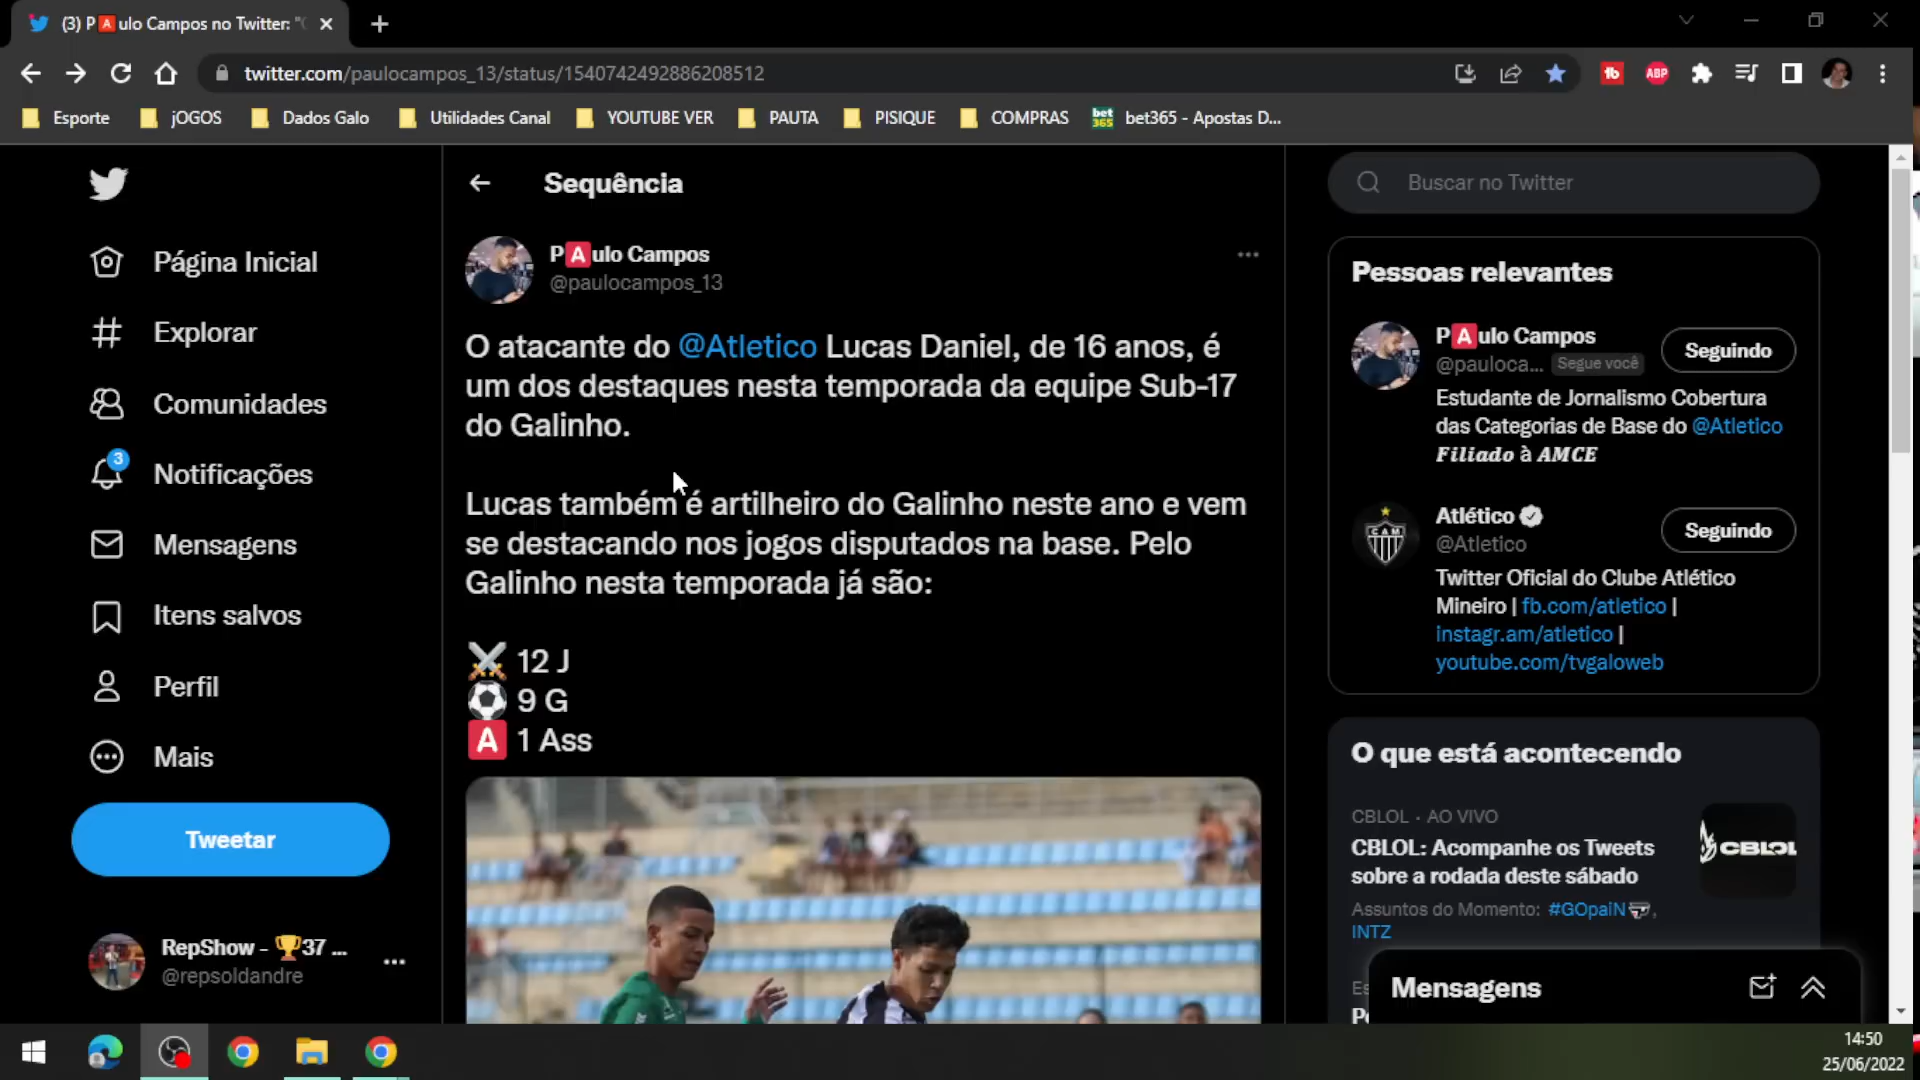 (3) P🅰ulo Campos no Twitter: "
twitter.com/paulocampos_13/status/1540742492886208512
Esporte
jOGOS
Dados Galo
Utilidades Canal
YOUTUBE VER
PAUTA
PISIQUE
COMPRAS
bet365 - Apostas D...
Página Inicial
Explorar
Comunidades
3
Notificações
Mensagens
Itens salvos
Perfil
Mais
Tweetar
RepShow - 🏆37 ...
@repsoldandre
Sequência
P🅰ulo Campos
@paulocampos_13
O atacante do @Atletico Lucas Daniel, de 16 anos, é
um dos destaques nesta temporada da equipe Sub-17
do Galinho.
Lucas também é artilheiro do Galinho neste ano e vem
se destacando nos jogos disputados na base. Pelo
Galinho nesta temporada já são:
⚔ 12 J
⚽ 9 G
🅰 1 Ass
Buscar no Twitter
Pessoas relevantes
P🅰ulo Campos
@pauloca... Segue você
Seguindo
Estudante de Jornalismo Cobertura
das Categorias de Base do @Atletico
Filiado à AMCE
Atlético
@Atletico
Seguindo
CAM
Twitter Oficial do Clube Atlético
Mineiro | fb.com/atletico |
instagr.am/atletico |
youtube.com/tvgaloweb
O que está acontecendo
CBLOL · AO VIVO
CBLOL: Acompanhe os Tweets
sobre a rodada deste sábado
CBLOL
Assuntos do Momento: #GOpaiN,
INTZ
Mensagens
14:50
25/06/2022